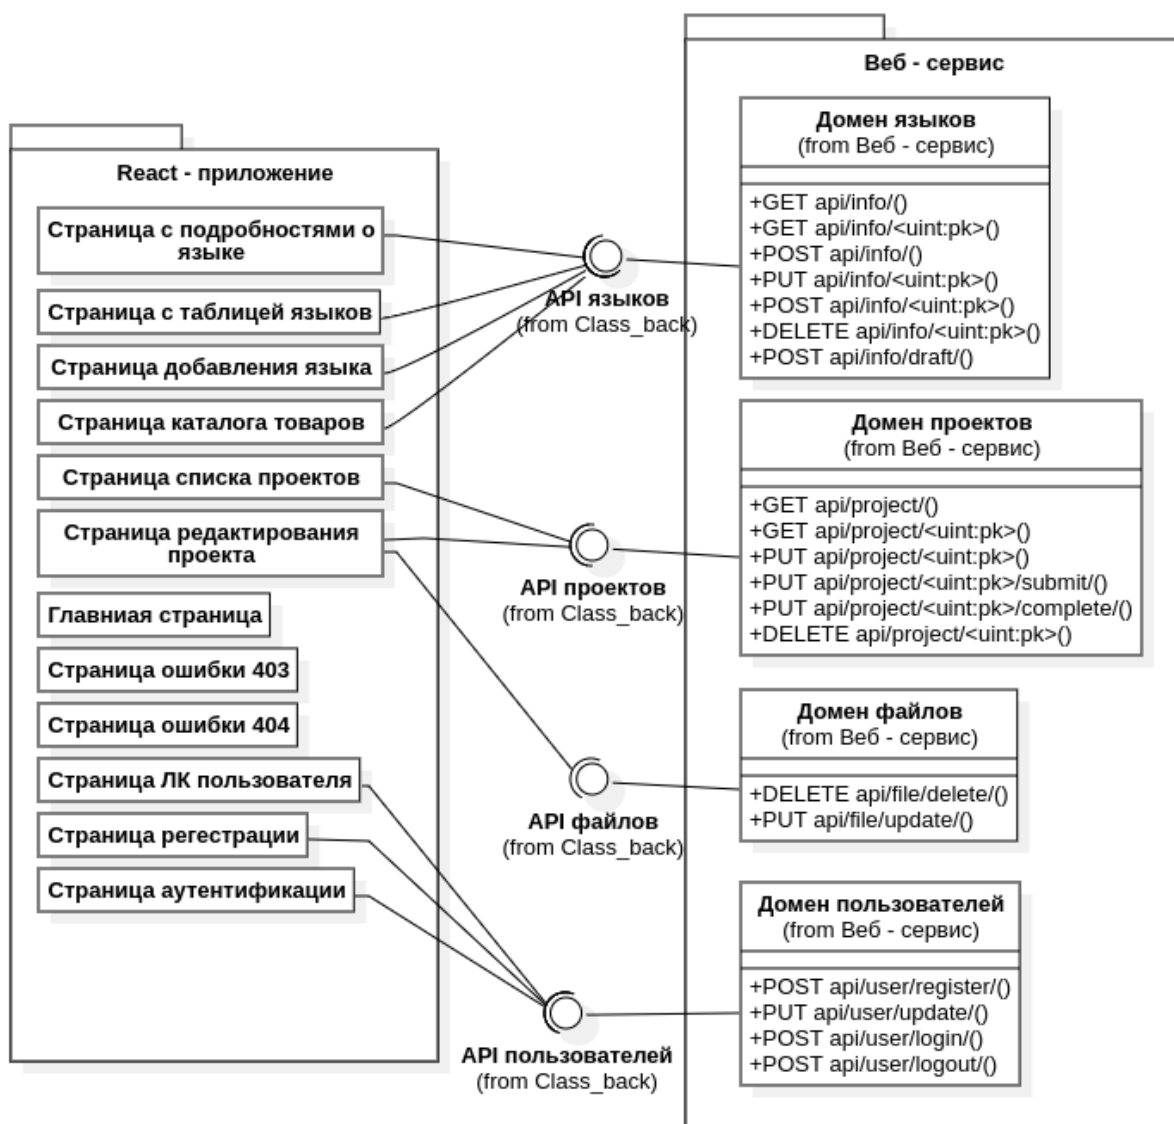 React - приложение
Страница с подробностями о
языке
Страница с таблицей языков
Страница добавления языка
Страница каталога товаров
Страница списка проектов
Страница редактирования
проекта
Главниая страница
Страница ошибки 403
Страница ошибки 404
Страница ЛК пользователя
Страница регестрации
Страница аутентификации
API языков
(from Class_back)
API проектов
(from Class_back)
API файлов
(from Class_back)
API пользователей
(from Class_back)
Веб - сервис
Домен языков
(from Веб - сервис)
+GET api/info/()
+GET api/info/<uint:pk>()
+POST api/info/()
+PUT api/info/<uint:pk>()
+POST api/info/<uint:pk>()
+DELETE api/info/<uint:pk>()
+POST api/info/draft/()
Домен проектов
(from Веб - сервис)
+GET api/project/()
+GET api/project/<uint:pk>()
+PUT api/project/<uint:pk>()
+PUT api/project/<uint:pk>/submit/()
+PUT api/project/<uint:pk>/complete/()
+DELETE api/project/<uint:pk>()
Домен файлов
(from Веб - сервис)
+DELETE api/file/delete/()
+PUT api/file/update/()
Домен пользователей
(from Веб - сервис)
+POST api/user/register/()
+PUT api/user/update/()
+POST api/user/login/()
+POST api/user/logout/()